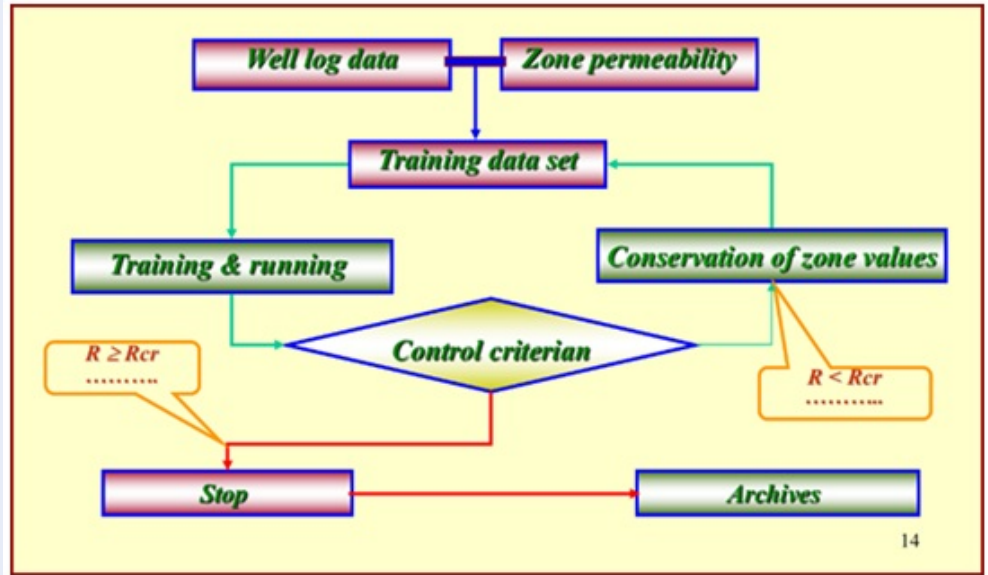 Well log data
Zone permeability
Training data set
Training & running
Conservation of zone values
Control criterian
R ≥ Rcr
..........
R < Rcr
...........
Stop
Archives
14